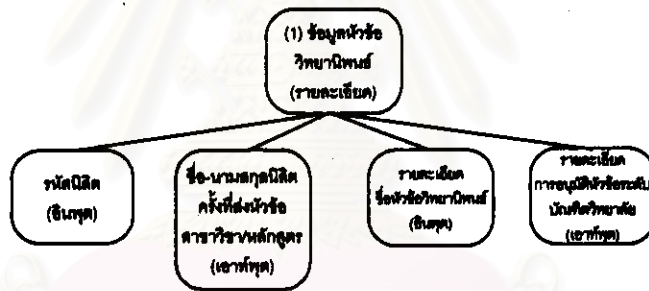 (1) ข้อมูลหัวข้อ
วิทยานิพนธ์
(รายละเอียด)
รหัสนิสิต
(อินพุต)
ชื่อ-นามสกุลนิสิต
ครั้งที่ส่งหัวข้อ
สาขาวิชา/หลักสูตร
(เอาท์พุต)
รายละเอียด
ชื่อหัวข้อวิทยานิพนธ์
(อินพุต)
รายละเอียด
การอนุมัติหัวข้อระดับ
บัณฑิตวิทยาลัย
(เอาท์พุต)